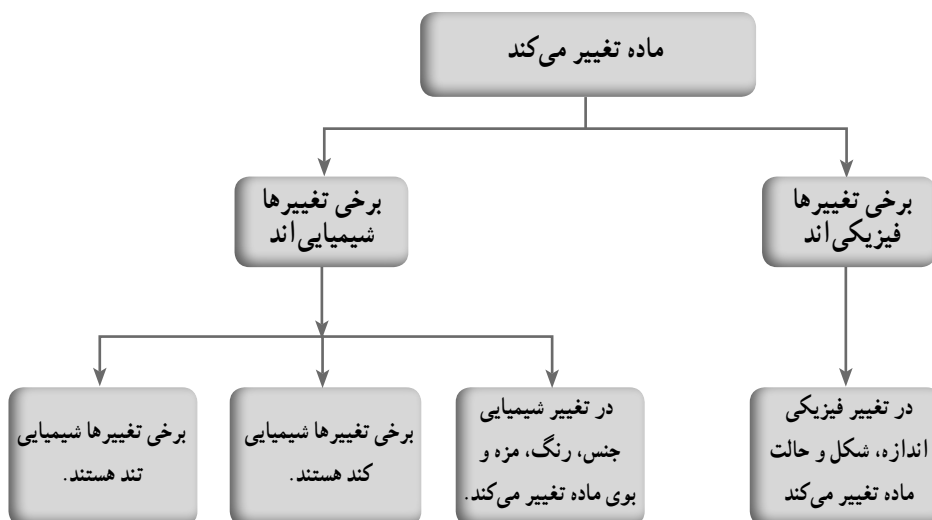 ماده تغییر می‌کند
برخی تغییرها
فیزیکی‌اند
برخی تغییرها
شیمیایی‌اند
در تغییر فیزیکی
اندازه، شکل و حالت
ماده تغییر می‌کند
در تغییر شیمیایی
جنس، رنگ، مزه و
بوی ماده تغییر می‌کند.
برخی تغییرها شیمیایی
کند هستند.
برخی تغییرها شیمیایی
تند هستند.